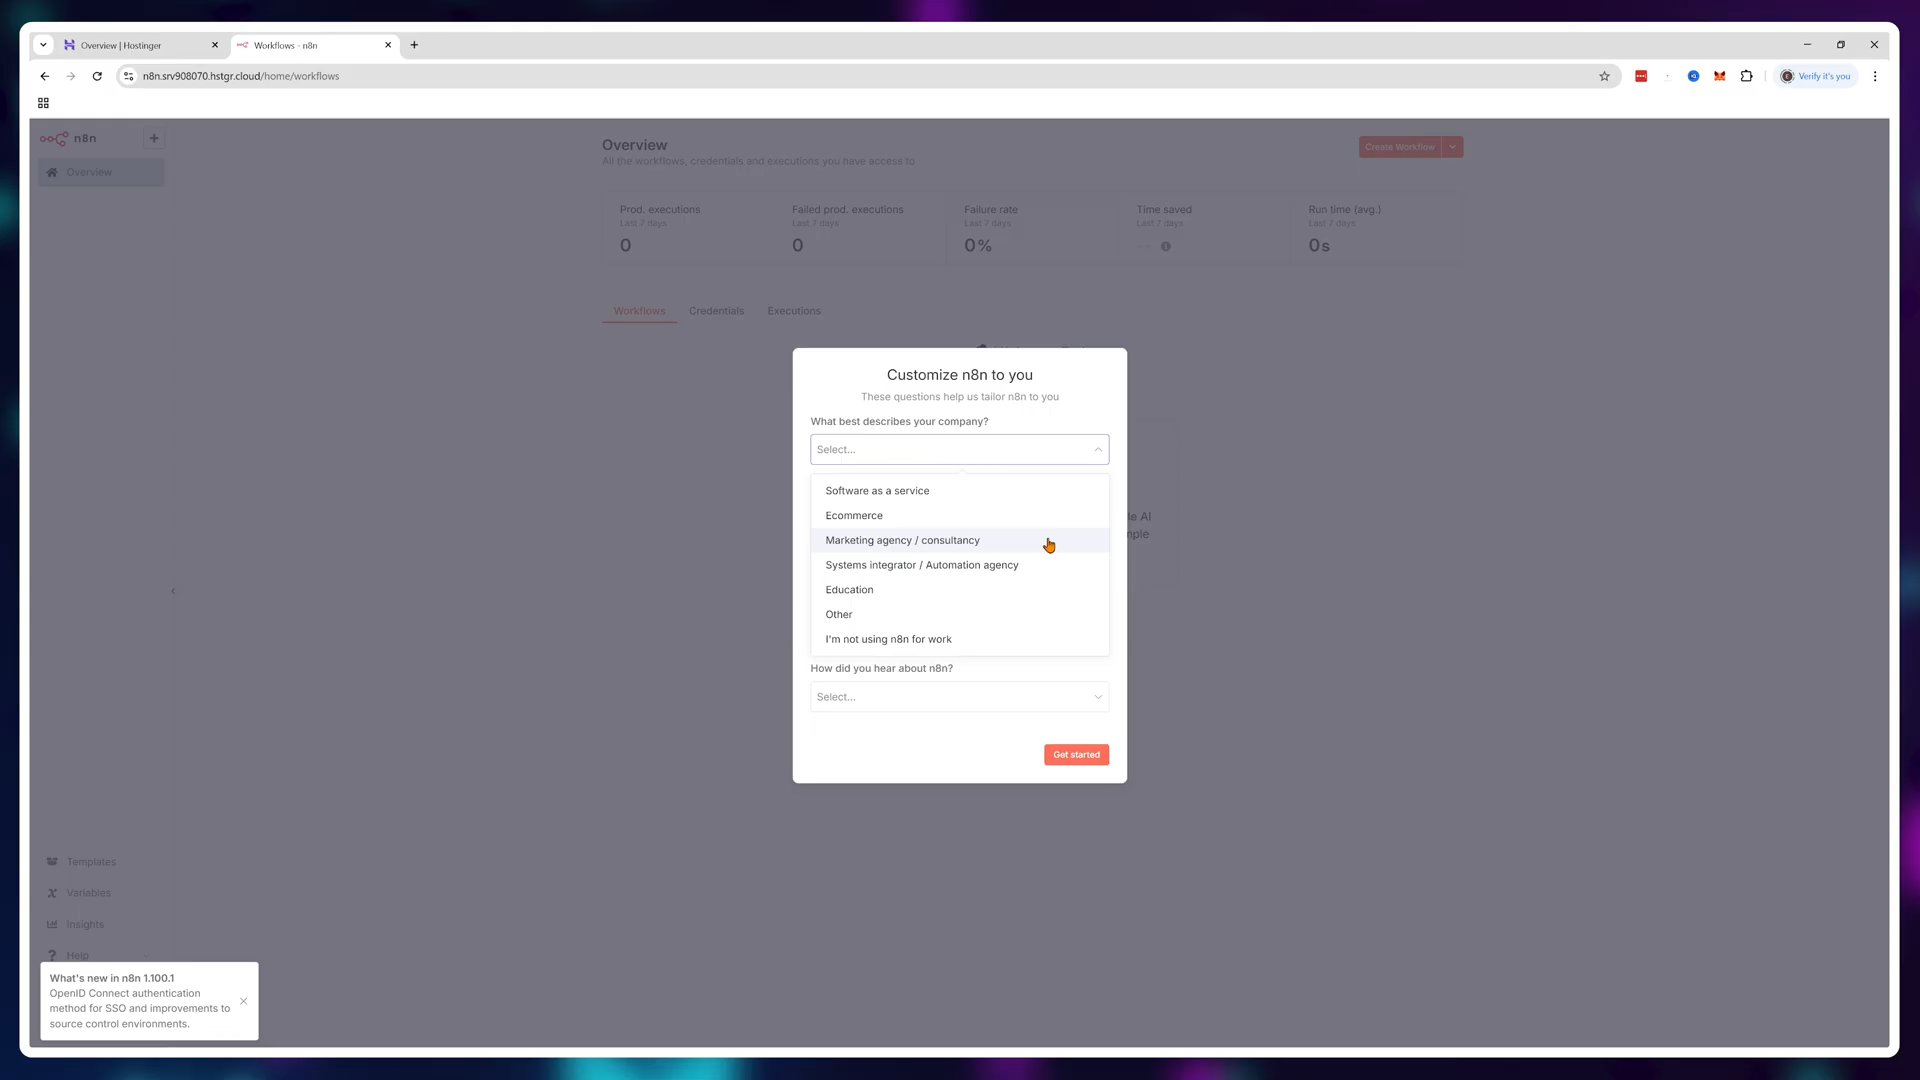 Overview | Hostinger
Workflows - n8n
n8n.srv908070.hstgr.cloud/home/workflows
Verify it's you
n8n
Overview
Overview
All the workflows, credentials and executions you have access to
Create Workflow
Prod. executions
Last 7 days
0
Failed prod. executions
Last 7 days
0
Failure rate
Last 7 days
0%
Time saved
Last 7 days
--
Run time (avg.)
Last 7 days
0s
Workflows
Credentials
Executions
Customize n8n to you
These questions help us tailor n8n to you
What best describes your company?
Select...
Software as a service
Ecommerce
Marketing agency / consultancy
Systems integrator / Automation agency
Education
Other
I'm not using n8n for work
How did you hear about n8n?
Select...
Get started
AI
Templates
Variables
Insights
Help
What's new in n8n 1.100.1
OpenID Connect authentication
method for SSO and improvements to
source control environments.